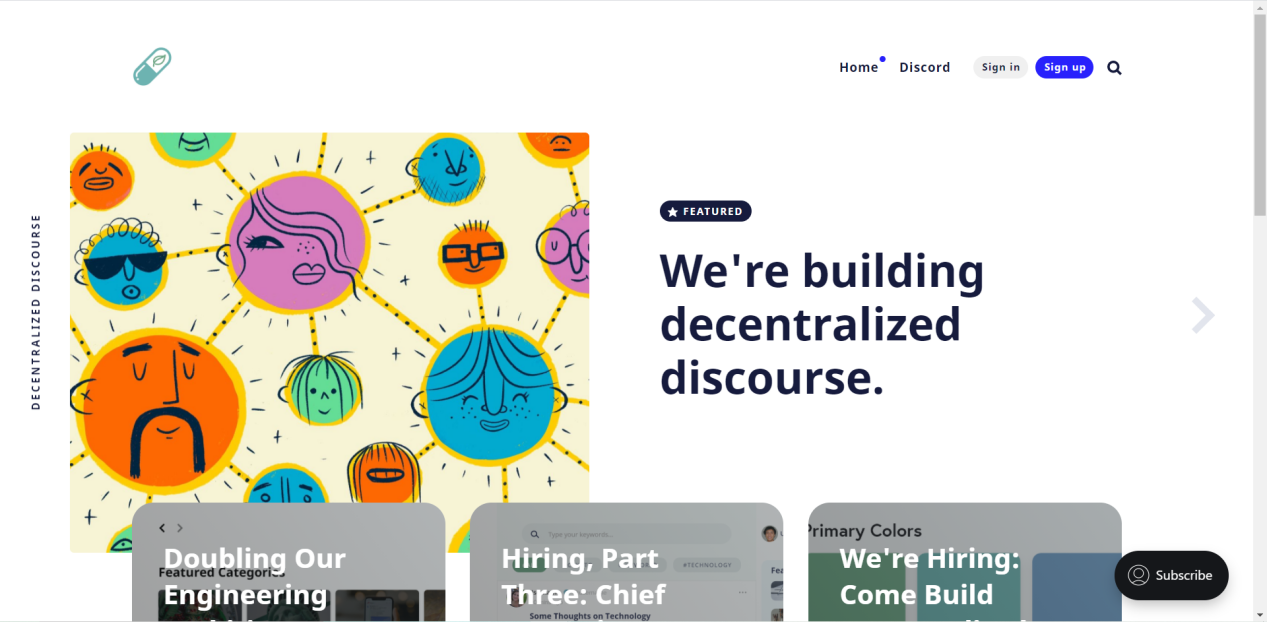 Home
Discord
Sign in
Sign up
DECENTRALIZED DISCOURSE
FEATURED
We're building
decentralized
discourse.
Doubling Our
Engineering
Featured Categories
Hiring, Part
Three: Chief
Type your keywords...
#TECHNOLOGY
Some Thoughts on Technology
Primary Colors
We're Hiring:
Come Build
Subscribe